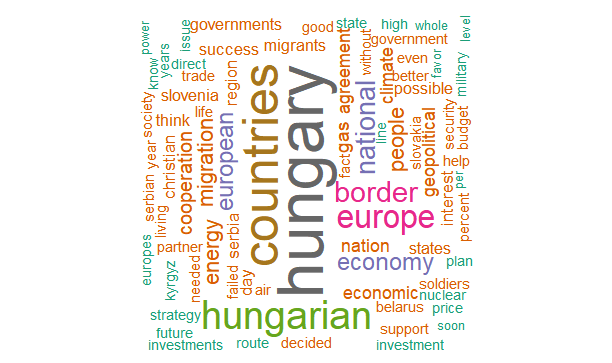 power
issue
governments
good
state
high
whole
level
know
years
direct
success
migrants
government
favor
military
trade
region
without
even
better
slovenia
climate
possible
society
life
agreement
think
european
countries
hungary
gas
national
line
people
slovakia
geopolitical
security
budget
year
christian
cooperation
migration
fact
help
serbian
living
border
europe
interest
per
percent
partner
energy
serbia
nation
states
europes
kyrgyz
needed
failed
day
air
economy
plan
economic
soldiers
nuclear
strategy
hungarian
belarus
price
future
support
soon
investments
route
decided
investment